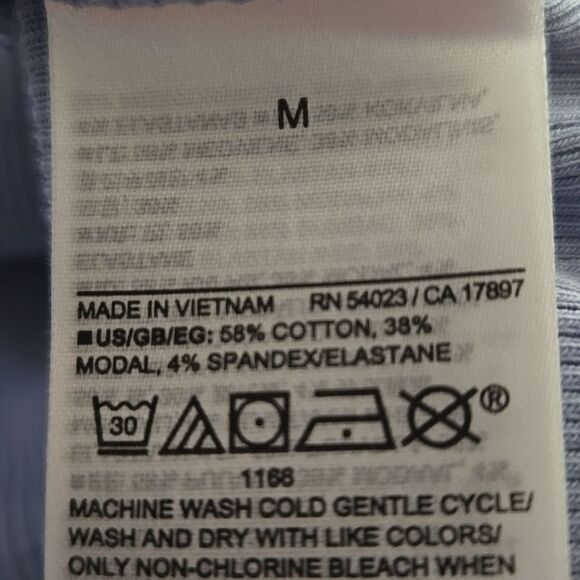 M
MADE IN VIETNAM RN 54023 / CA 17897
■US/GB/EG: 58% COTTON, 38%
MODAL, 4% SPANDEX/ELASTANE
30 ®
1188
MACHINE WASH COLD GENTLE CYCLE/
WASH AND DRY WITH LIKE COLORS/
ONLY NON-CHLORINE BLEACH WHEN